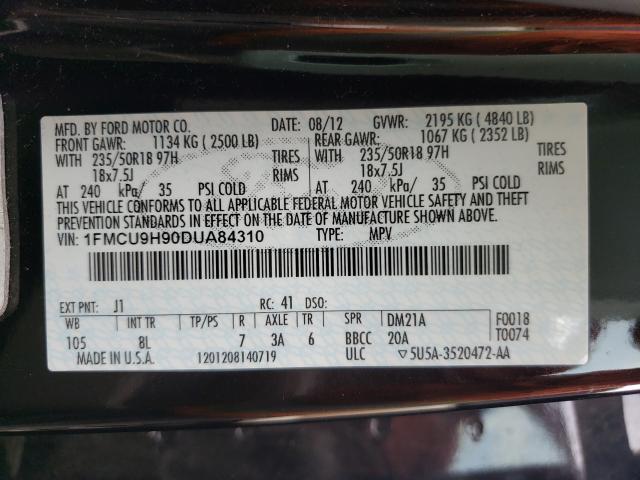 MFD. BY FORD MOTOR CO. DATE: 08/12 GVWR: 2195 KG ( 4840 LB)
FRONT GAWR: 1134 KG ( 2500 LB) REAR GAWR: 1067 KG ( 2352 LB)
WITH 235/50R18 97H TIRES WITH 235/50R18 97H TIRES
18x7.5J RIMS 18x7.5J RIMS
AT 240 kPa/ 35 PSI COLD AT 240 kPa/ 35 PSI COLD
THIS VEHICLE CONFORMS TO ALL APPLICABLE FEDERAL MOTOR VEHICLE SAFETY AND THEFT
PREVENTION STANDARDS IN EFFECT ON THE DATE OF MANUFACTURE SHOWN ABOVE.
VIN: 1FMCU9H90DUA84310 TYPE: MPV
EXT PNT: J1 RC: 41 DSO:
WB INT TR TP/PS R AXLE TR SPR DM21A F0018
105 8L 7 3A 6 BBCC 20A T0074
MADE IN U.S.A. 1201208140719 ULC ▽5U5A-3520472-AA